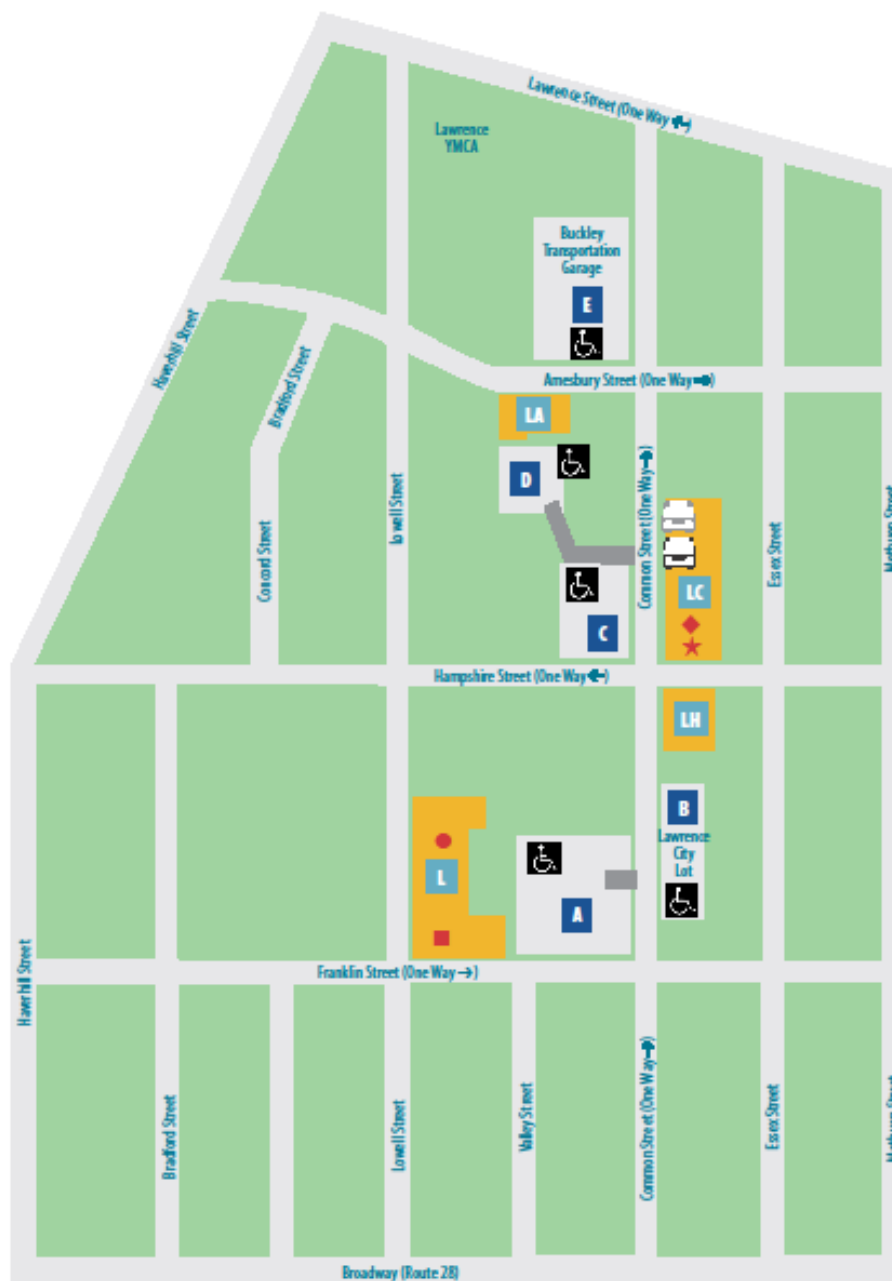 Lawrence Street (One Way
Lawrence
YMCA
Buckley
Transportation
Garage
E
Haverhill Street
Bradford Street
Amesbury Street (One Way )
LA
D
Lowell Street
Common Street (One Way )
Essex Street
Street
Concord Street
LC
C
Hampshire Street (One Way )
LH
B
Lawrence
City
Lot
L
A
Haverhill Street
Franklin Street (One Way →)
Bradford Street
Lowell Street
Valley Street
Common Street (One Way )
Essex Street
Street
Broadway (Route 28)